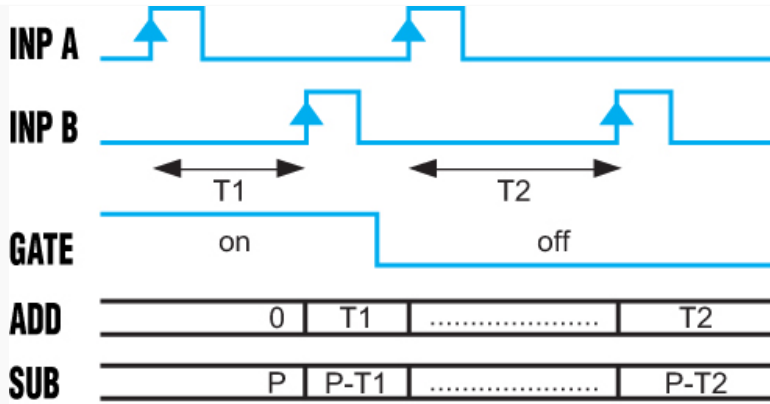 INP A
INP B
T1 T2
GATE on off
ADD 0 T1 ...................... T2
SUB P P-T1 ...................... P-T2